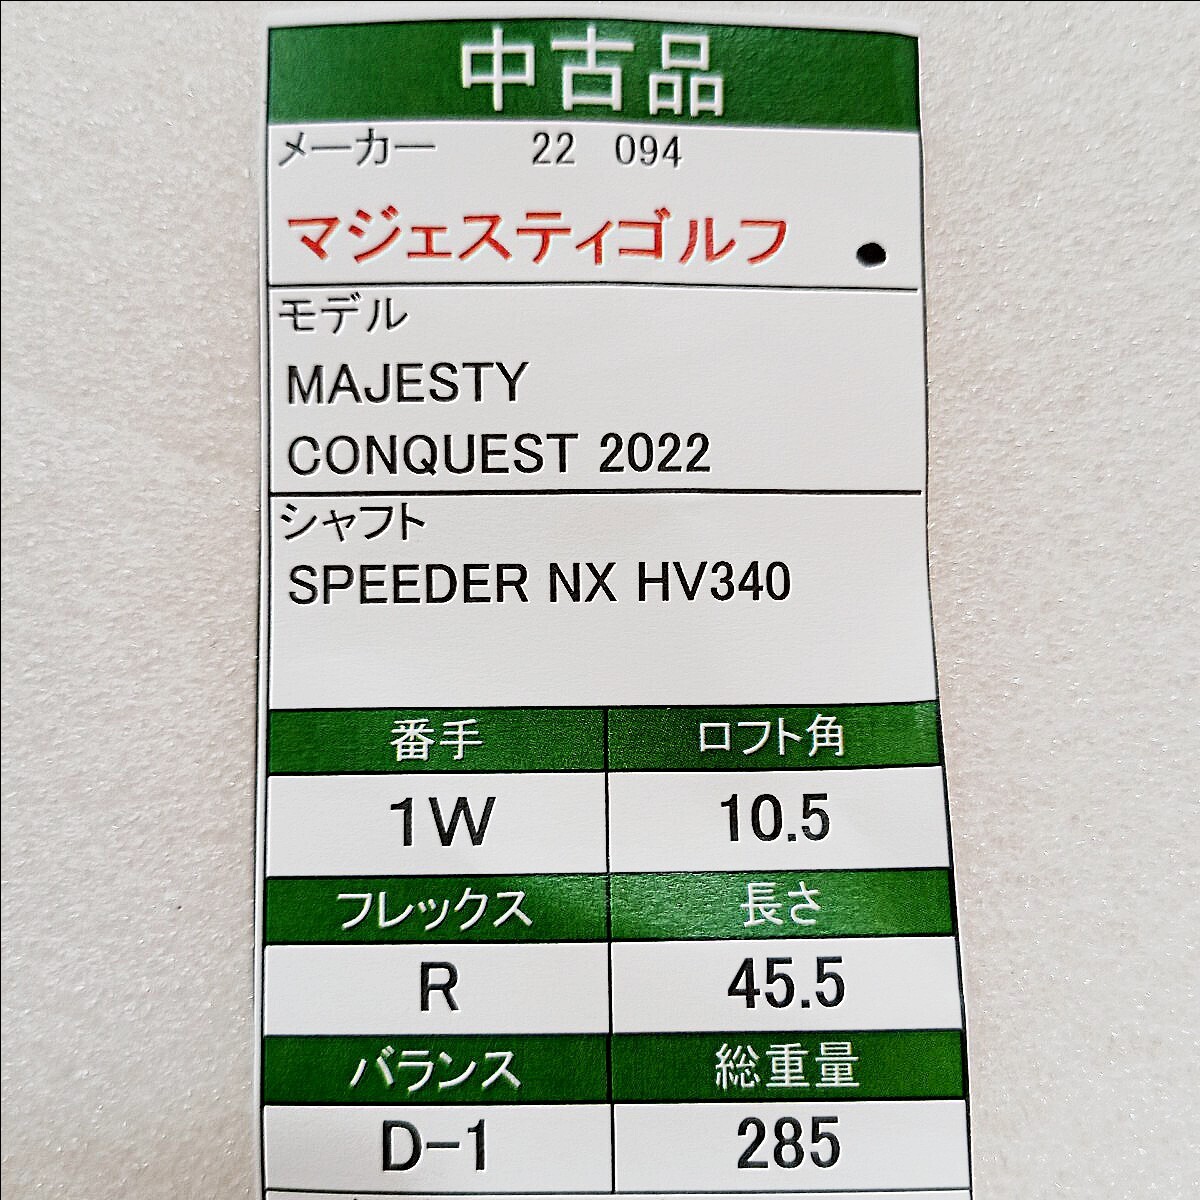 中古品
メーカー 22 094
マジェスティゴルフ
モデル
MAJESTY
CONQUEST 2022
シャフト
SPEEDER NX HV340
番手 ロフト角
1W 10.5
フレックス 長さ
R 45.5
バランス 総重量
D-1 285